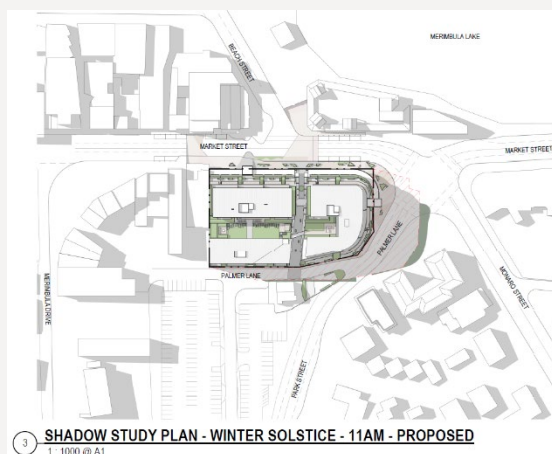 MERIMBULA LAKE
BEACH STREET
MARKET STREET
MARKET STREET
PALMER LANE
PALMER LANE
MERIMBULA DRIVE
MONARO STREET
PARK STREET
3
SHADOW STUDY PLAN - WINTER SOLSTICE - 11AM - PROPOSED
1 : 1000 @ A1